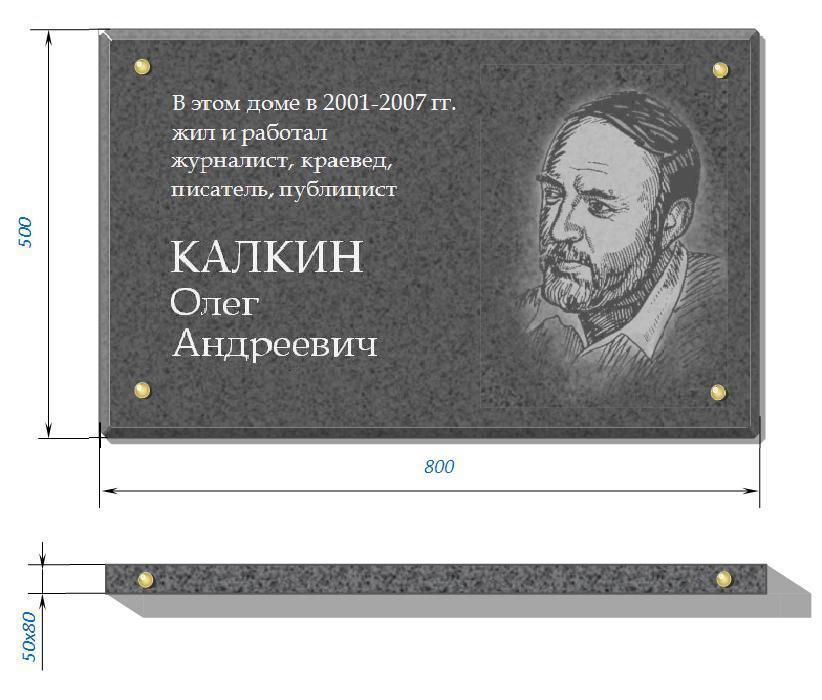 В этом доме в 2001-2007 гг.
жил и работал
журналист, краевед,
писатель, публицист
КАЛКИН
Олег
Андреевич
500
800
50x80